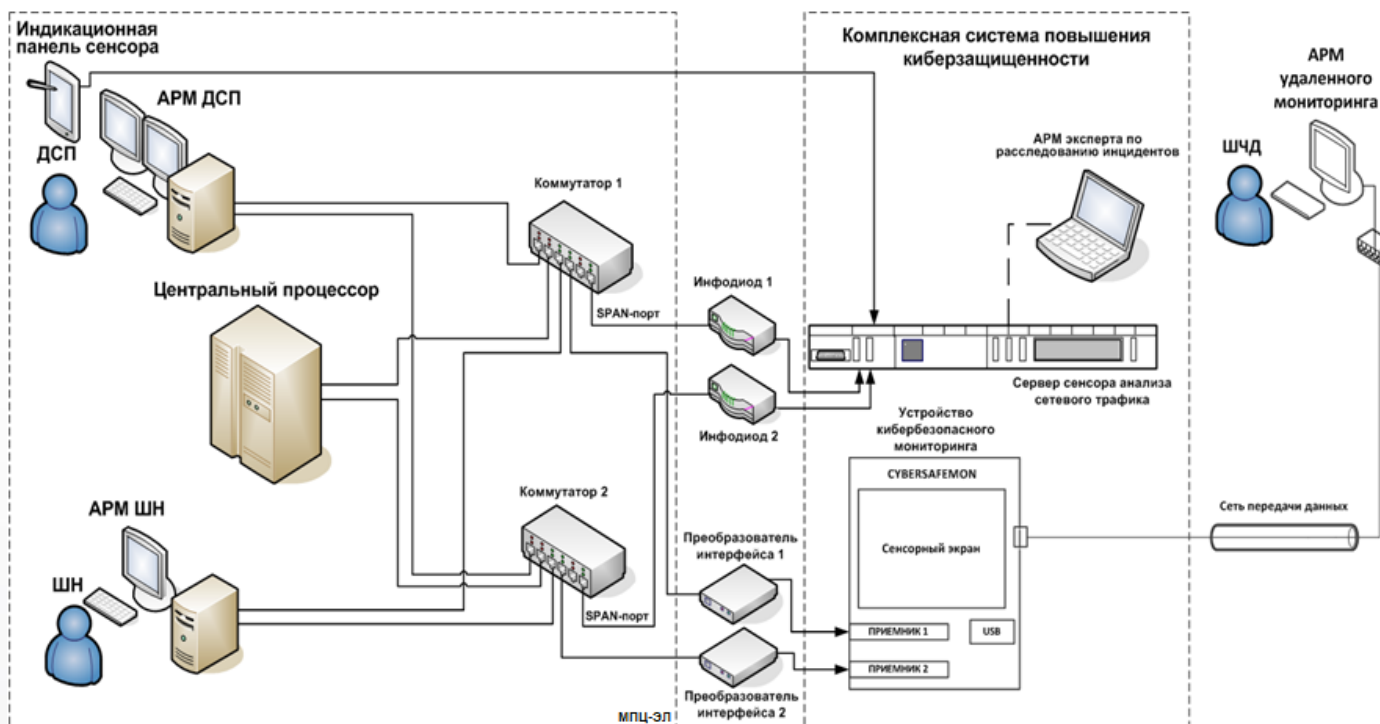 Индикационная
панель сенсора
АРМ ДСП
ДСП
Коммутатор 1
Центральный процессор
SPAN-порт
Инфодиод 1
Инфодиод 2
АРМ ШН
ШН
Коммутатор 2
SPAN-порт
Преобразователь
интерфейса 1
Преобразователь
интерфейса 2
МПЦ-ЭЛ
Комплексная система повышения
киберзащищенности
АРМ эксперта по
расследованию инцидентов
Сервер сенсора анализа
сетевого трафика
Устройство
кибербезопасного
мониторинга
CYBERSAFEMON
Сенсорный экран
ПРИЕМНИК 1
USB
ПРИЕМНИК 2
АРМ
удаленного
мониторинга
ШЧД
Сеть передачи данных